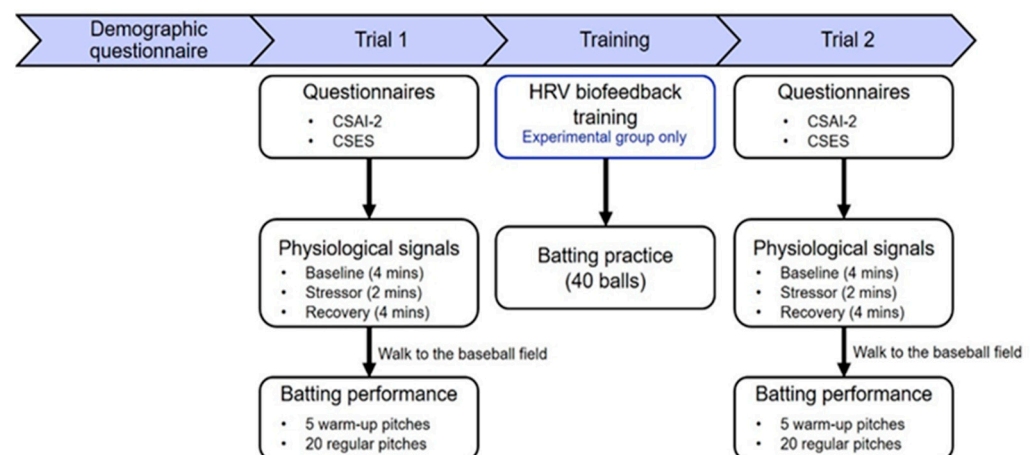 Demographic
questionnaire
Trial 1
Training
Trial 2
Questionnaires
• CSAI-2
• CSES
Physiological signals
• Baseline (4 mins)
• Stressor (2 mins)
• Recovery (4 mins)
Walk to the baseball field
Batting performance
• 5 warm-up pitches
• 20 regular pitches
HRV biofeedback
training
Experimental group only
Batting practice
(40 balls)
Questionnaires
• CSAI-2
• CSES
Physiological signals
• Baseline (4 mins)
• Stressor (2 mins)
• Recovery (4 mins)
Walk to the baseball field
Batting performance
• 5 warm-up pitches
• 20 regular pitches